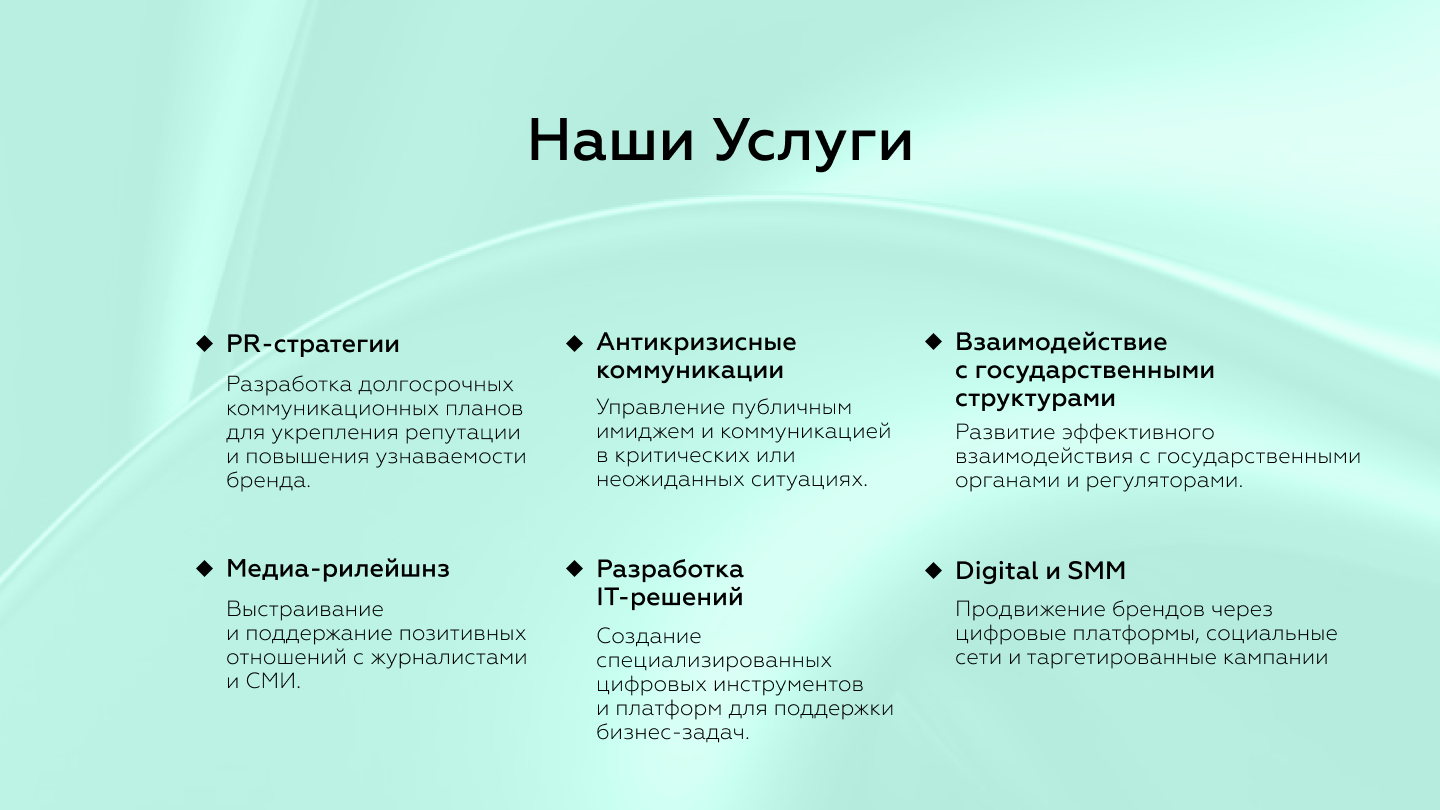 Наши Услуги
PR-стратегии
Разработка долгосрочных
коммуникационных планов
для укрепления репутации
и повышения узнаваемости
бренда.
Антикризисные
коммуникации
Управление публичным
имиджем и коммуникацией
в критических или
неожиданных ситуациях.
Взаимодействие
с государственными
структурами
Развитие эффективного
взаимодействия с государственными
органами и регуляторами.
Медиа-рилейшнз
Выстраивание
и поддержание позитивных
отношений с журналистами
и СМИ.
Разработка
IT-решений
Создание
специализированных
цифровых инструментов
и платформ для поддержки
бизнес-задач.
Digital и SMM
Продвижение брендов через
цифровые платформы, социальные
сети и таргетированные кампании